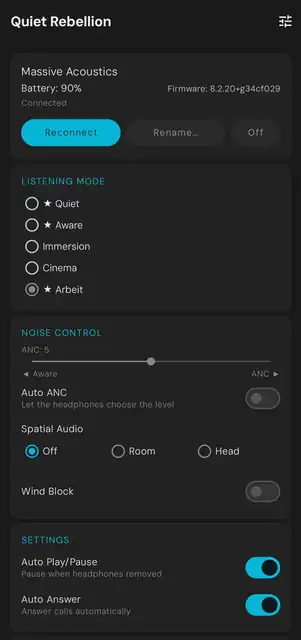 Quiet Rebellion
Massive Acoustics
Battery: 90%
Firmware: 8.2.20+g34cf029
Connected
Reconnect
Rename...
Off
LISTENING MODE
★ Quiet
★ Aware
Immersion
Cinema
★ Arbeit
NOISE CONTROL
ANC: 5
◄ Aware
ANC ►
Auto ANC
Let the headphones choose the level
Spatial Audio
Off
Room
Head
Wind Block
SETTINGS
Auto Play/Pause
Pause when headphones removed
Auto Answer
Answer calls automatically